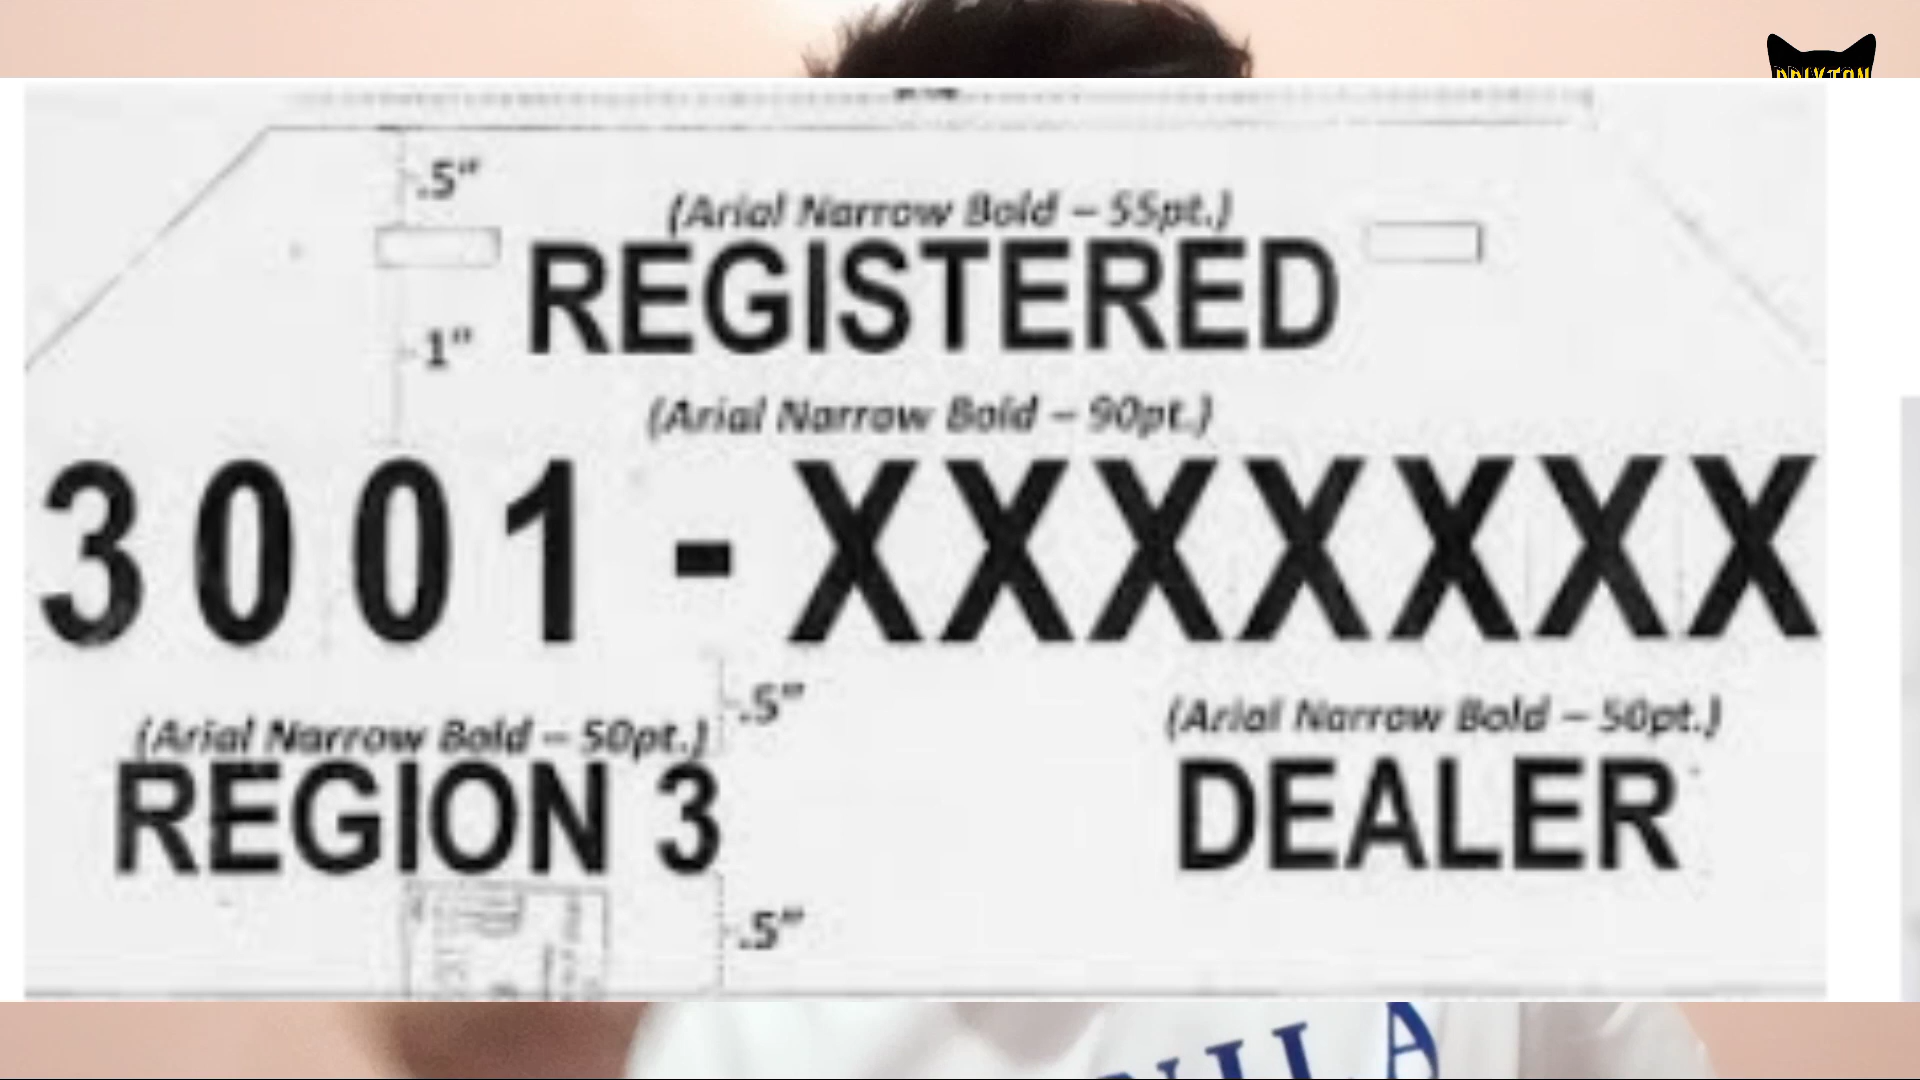 .5"
(Arial Narrow Bold – 55pt.)
REGISTERED
1"
(Arial Narrow Bold – 90pt.)
3001-XXXXXXX
.5"
(Arial Narrow Bold – 50pt.)
(Arial Narrow Bold – 50pt.)
REGION 3
DEALER
.5"